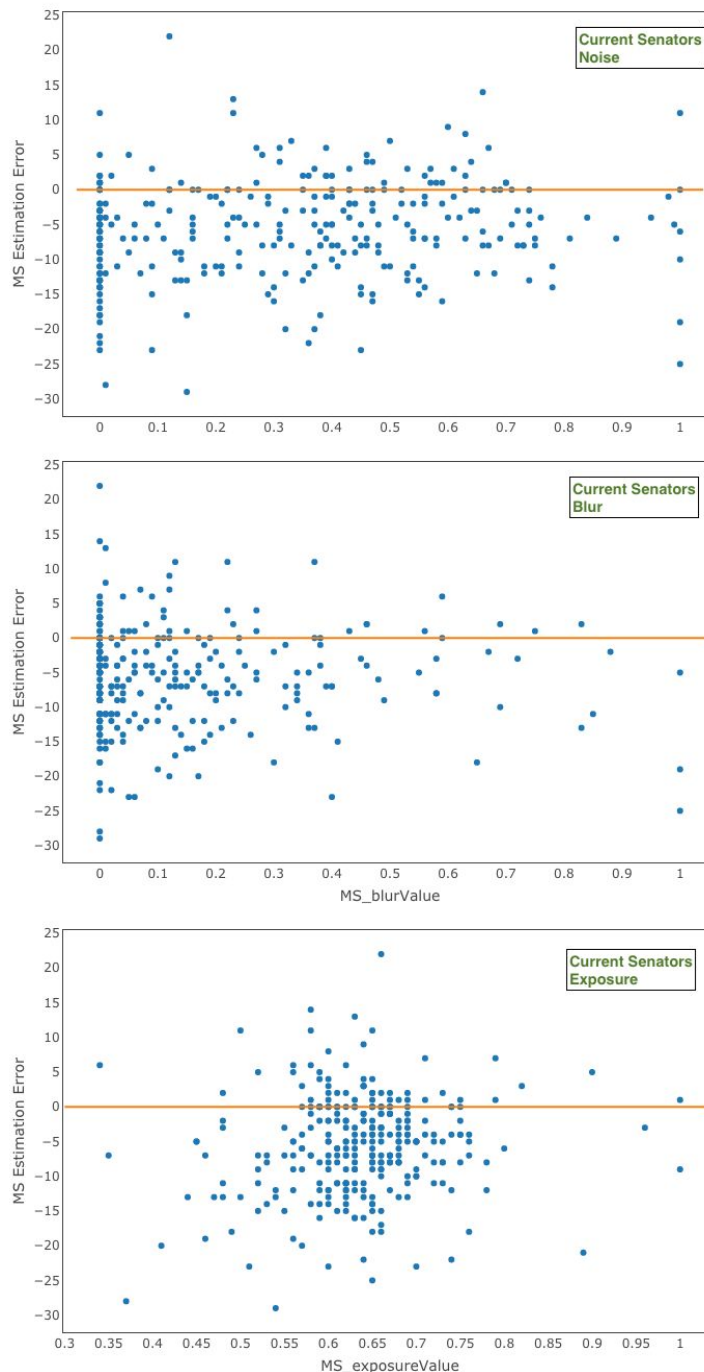 25
20
15
10
5
0
−5
−10
−15
−20
−25
−30
MS Estimation Error
Current Senators
Noise
0 0.1 0.2 0.3 0.4 0.5 0.6 0.7 0.8 0.9 1
25
20
15
10
5
0
−5
−10
−15
−20
−25
−30
MS Estimation Error
Current Senators
Blur
0 0.1 0.2 0.3 0.4 0.5 0.6 0.7 0.8 0.9 1
MS_blurValue
25
20
15
10
5
0
−5
−10
−15
−20
−25
−30
MS Estimation Error
Current Senators
Exposure
0.3 0.35 0.4 0.45 0.5 0.55 0.6 0.65 0.7 0.75 0.8 0.85 0.9 0.95 1
MS_exposureValue